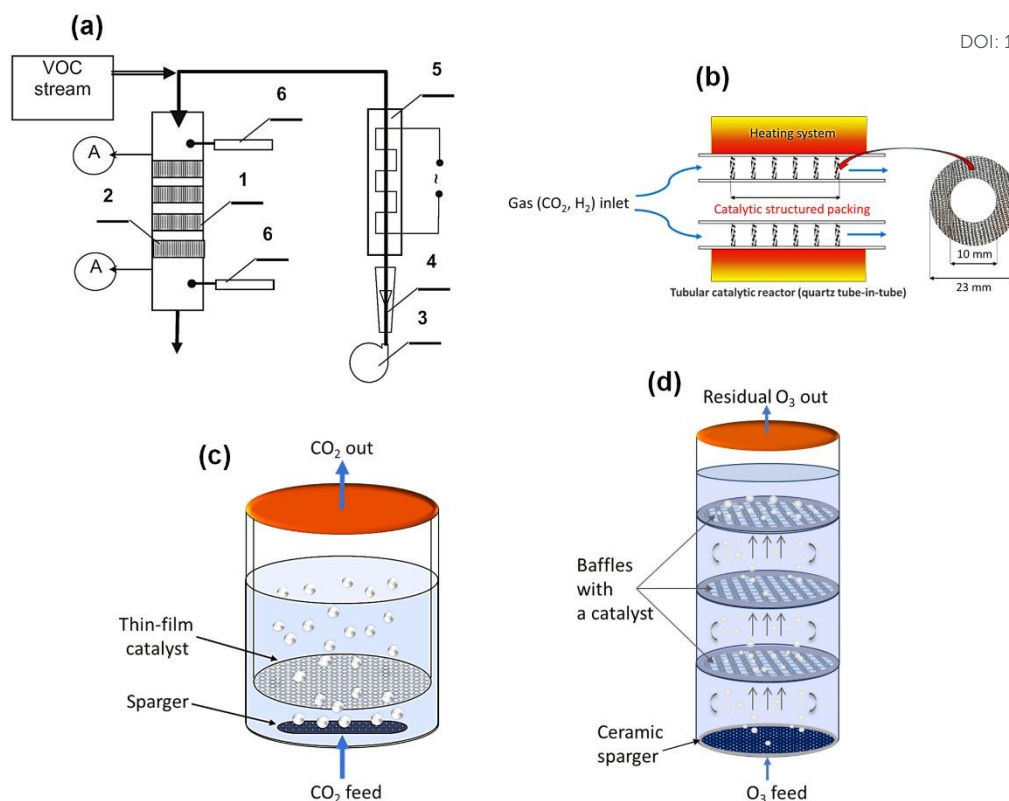 (a)
VOC
stream
5
6
A
2
1
6
A
4
3
~
DOI: 1
(b)
Heating system
Gas (CO₂, H₂) inlet
Catalytic structured packing
10 mm
23 mm
Tubular catalytic reactor (quartz tube-in-tube)
(c)
CO₂ out
Thin-film
catalyst
Sparger
CO₂ feed
(d)
Residual O₃ out
Baffles
with
a catalyst
Ceramic
sparger
O₃ feed